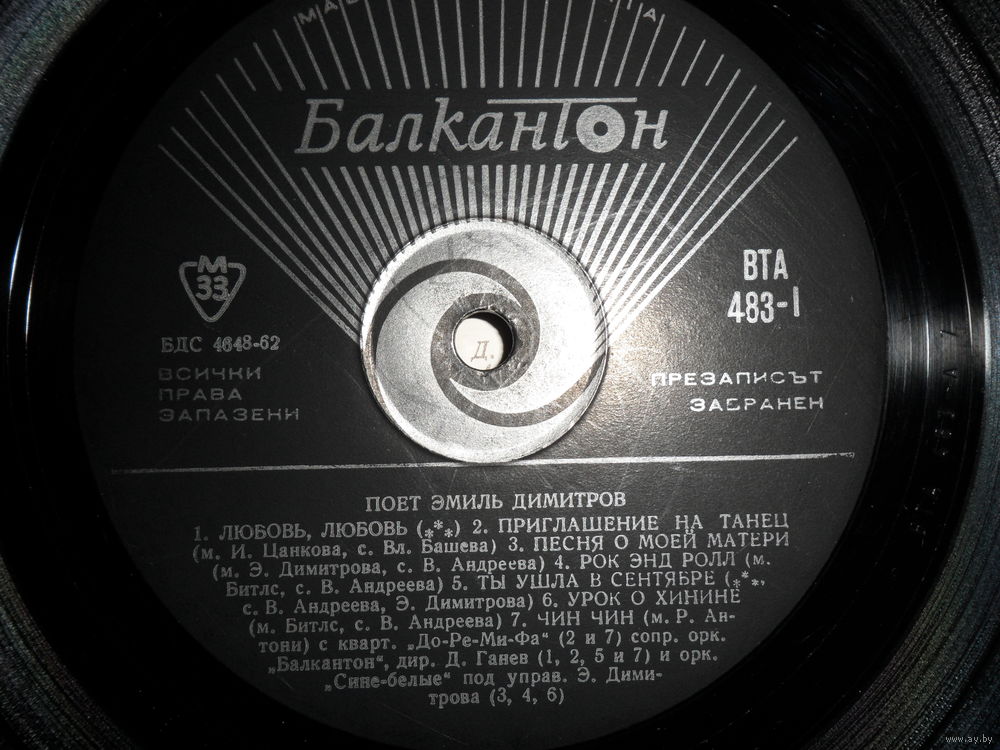 Балкантон
М
33
ВТА
483-1
БДС 4648-62
ВСИЧКИ
ПРАВА
ЗАПАЗЕНИ
ПРЕЗАПИСЪТ
ЗАБРАНЕН
Д.
ПОЕТ ЭМИЛЬ ДИМИТРОВ
1. ЛЮБОВЬ, ЛЮБОВЬ (***) 2. ПРИГЛАШЕНИЕ НА ТАНЕЦ
(м. И. Цанкова, с. Вл. Башева) 3. ПЕСНЯ О МОЕЙ МАТЕРИ
(м. Э. Димитрова, с. В. Андреева) 4. РОК ЭНД РОЛЛ (м.
Битлс, с. В. Андреева) 5. ТЫ УШЛА В СЕНТЯБРЕ (***,
с. В. Андреева, Э. Димитрова) 6. УРОК О ХИНИНЕ
(м. Битлс, с. В. Андреева) 7. ЧИН ЧИН (м. Р. Ан-
тони) с кварт. „До-Ре-Ми-Фа“ (2 и 7) сопр. орк.
„Балкантон“, дир. Д. Ганев (1, 2, 5 и 7) и орк.
„Сине-белые“ под управ. Э. Дими-
трова (3, 4, 6)
www.ay.by